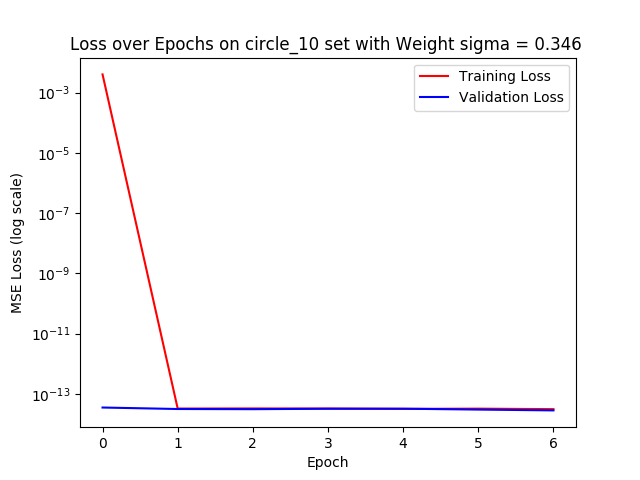 Loss over Epochs on circle_10 set with Weight sigma = 0.346
Training Loss
Validation Loss
MSE Loss (log scale)
10⁻³
10⁻⁵
10⁻⁷
10⁻⁹
10⁻¹¹
10⁻¹³
0 1 2 3 4 5 6
Epoch